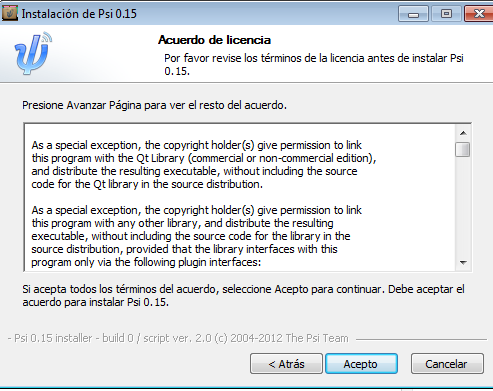 Instalación de Psi 0.15
Acuerdo de licencia
Por favor revise los términos de la licencia antes de instalar Psi
0.15.
Presione Avanzar Página para ver el resto del acuerdo.
As a special exception, the copyright holder(s) give permission to link
this program with the Qt Library (commercial or non-commercial edition),
and distribute the resulting executable, without including the source
code for the Qt library in the source distribution.
As a special exception, the copyright holder(s) give permission to link
this program with any other library, and distribute the resulting
executable, without including the source code for the library in the
source distribution, provided that the library interfaces with this
program only via the following plugin interfaces:
Si acepta todos los términos del acuerdo, seleccione Acepto para continuar. Debe aceptar el
acuerdo para instalar Psi 0.15.
Psi 0.15 installer - build 0 / script ver. 2.0 (c) 2004-2012 The Psi Team
< Atrás
Acepto
Cancelar